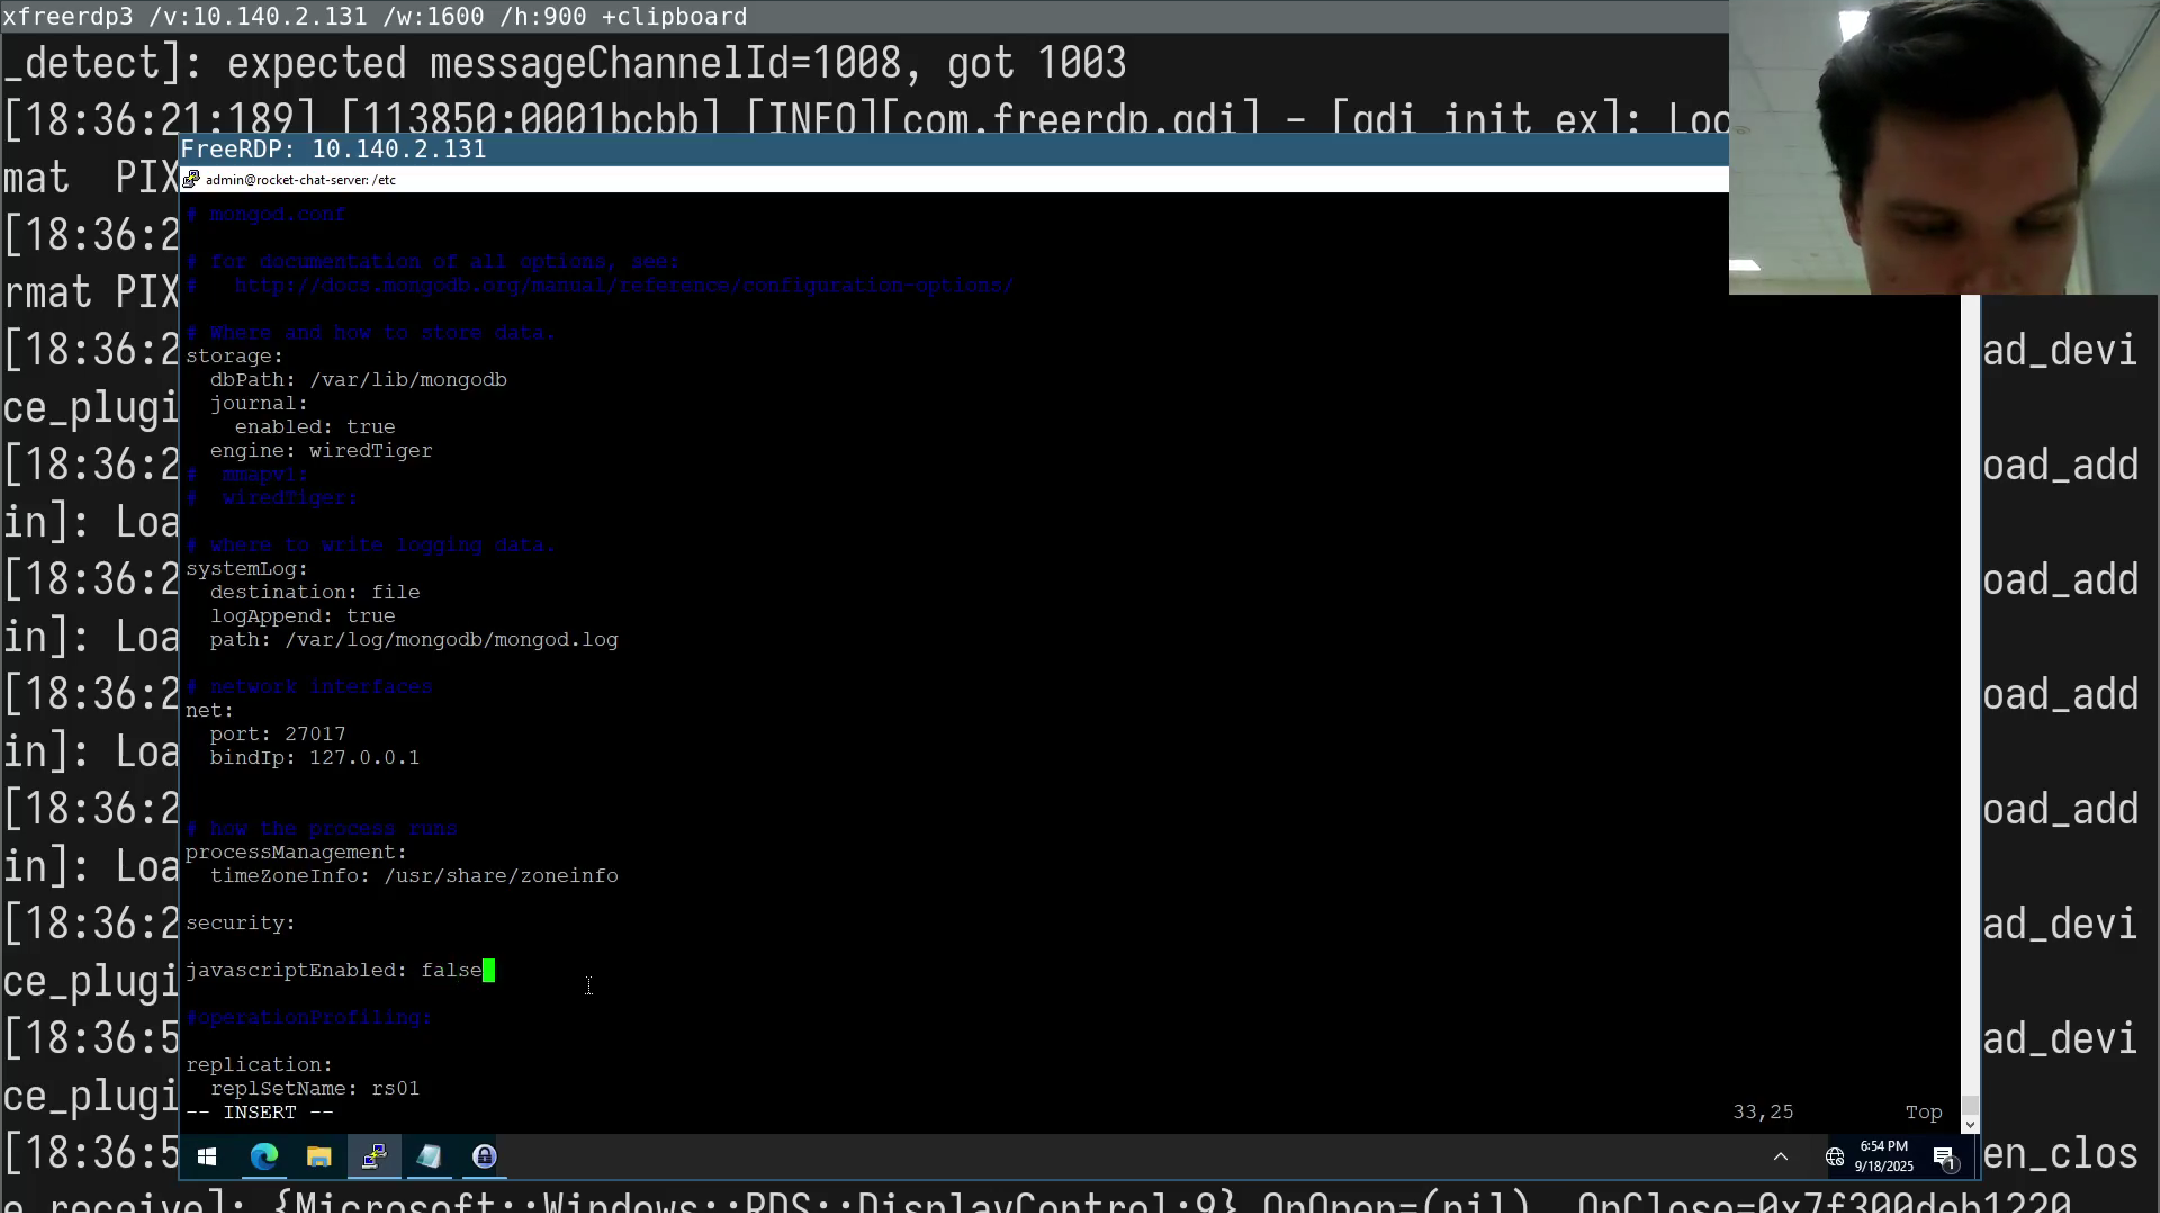 xfreerdp3 /v:10.140.2.131 /w:1600 /h:900 +clipboard
_detect]: expected messageChannelId=1008, got 1003
[18:36:21:189] [113850:0001bcbb] [INFO][com.freerdp.gdi] - [gdi_init_ex]: Loc
FreeRDP: 10.140.2.131
mat  PIX
admin@rocket-chat-server: /etc
# mongod.conf
[18:36:2
# for documentation of all options, see:
#   http://docs.mongodb.org/manual/reference/configuration-options/
rmat PIX
# Where and how to store data.
storage:
[18:36:2
ad_devi
  dbPath: /var/lib/mongodb
  journal:
ce_plugi
    enabled: true
  engine: wiredTiger
[18:36:2
oad_add
#  mmapv1:
#  wiredTiger:
in]: Loa
# where to write logging data.
systemLog:
[18:36:2
oad_add
  destination: file
  logAppend: true
  path: /var/log/mongodb/mongod.log
in]: Loa
# network interfaces
[18:36:2
oad_add
net:
  port: 27017
  bindIp: 127.0.0.1
in]: Loa
[18:36:2
oad_add
# how the process runs
processManagement:
in]: Loa
  timeZoneInfo: /usr/share/zoneinfo
security:
[18:36:2
ad_devi
javascriptEnabled: false
ce_plugi
#operationProfiling:
[18:36:5
ad_devi
replication:
  replSetName: rs01
ce_plugi
-- INSERT --
33,25
Top
[18:36:5
en_clos
6:54 PM
9/18/2025
1
e_receive]: {Microsoft::Windows::RDS::DisplayControl:9} OnOpen=(nil), OnClose=0x7f300deb1220